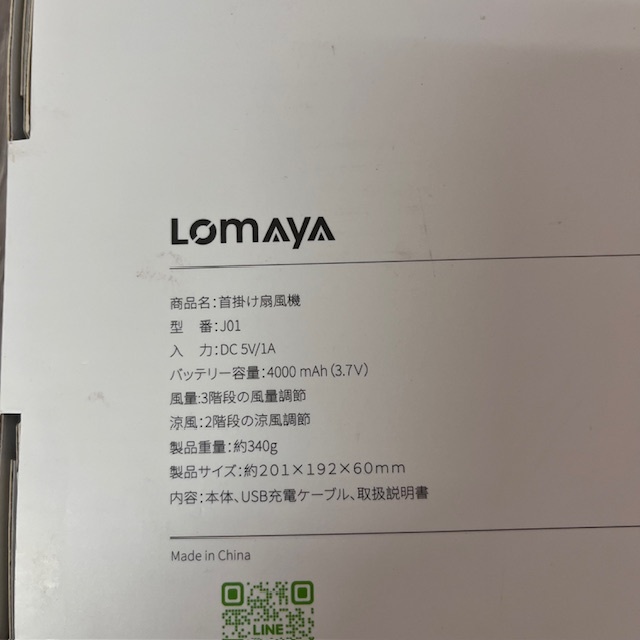 LOMAYA
商品名:首掛け扇風機
型 番:J01
入 力:DC 5V/1A
バッテリー容量:4000 mAh (3.7V)
風量:3階段の風量調節
涼風:2階段の涼風調節
製品重量:約340g
製品サイズ:約201×192×60mm
内容:本体、USB充電ケーブル、取扱説明書
Made in China
LINE